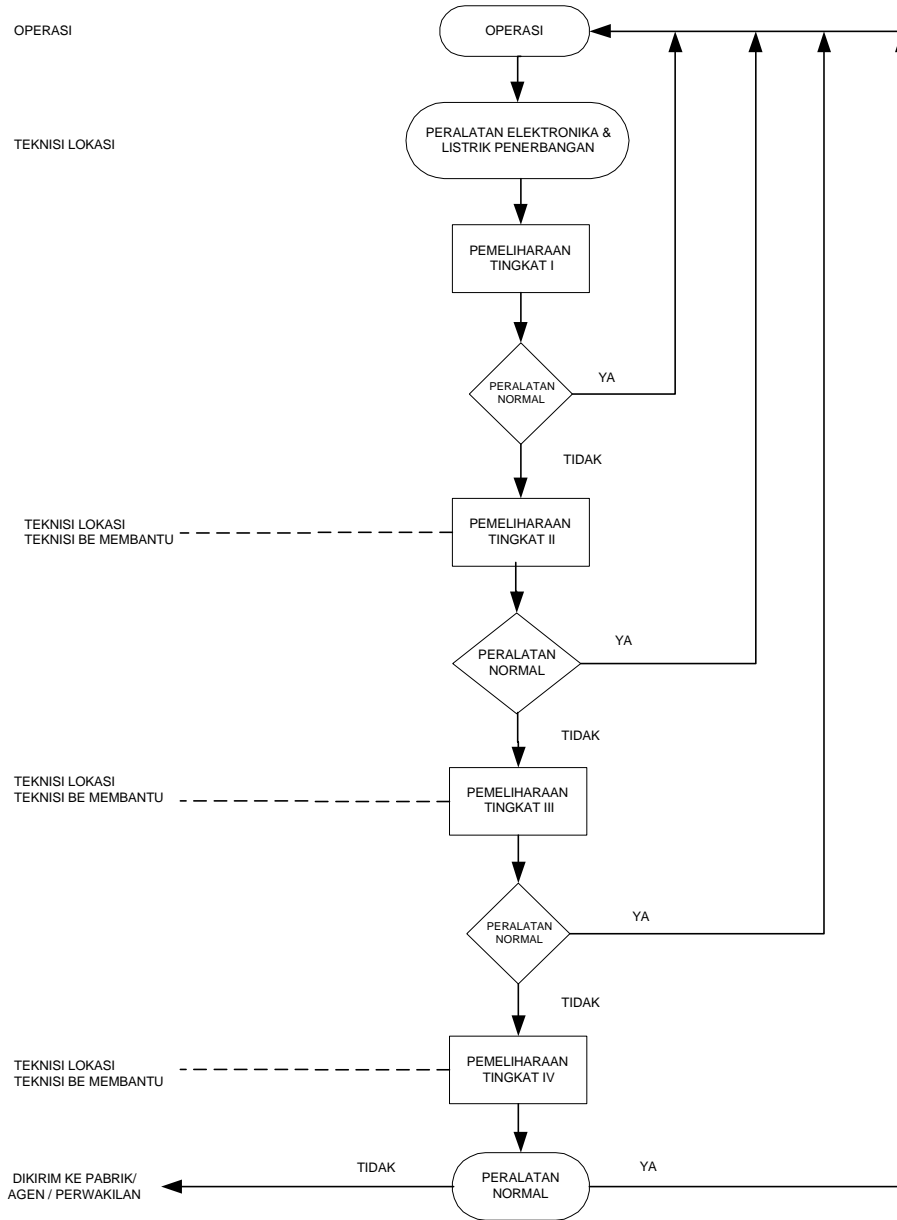 OPERASI
OPERASI
PERALATAN ELEKTRONIKA &
LISTRIK PENERBANGAN
TEKNISI LOKASI
PEMELIHARAAN
TINGKAT I
PERALATAN
NORMAL
YA
TIDAK
TEKNISI LOKASI
TEKNISI BE MEMBANTU
PEMELIHARAAN
TINGKAT II
PERALATAN
NORMAL
YA
TIDAK
TEKNISI LOKASI
TEKNISI BE MEMBANTU
PEMELIHARAAN
TINGKAT III
PERALATAN
NORMAL
YA
TIDAK
TEKNISI LOKASI
TEKNISI BE MEMBANTU
PEMELIHARAAN
TINGKAT IV
DIKIRIM KE PABRIK/
AGEN / PERWAKILAN
TIDAK
PERALATAN
NORMAL
YA